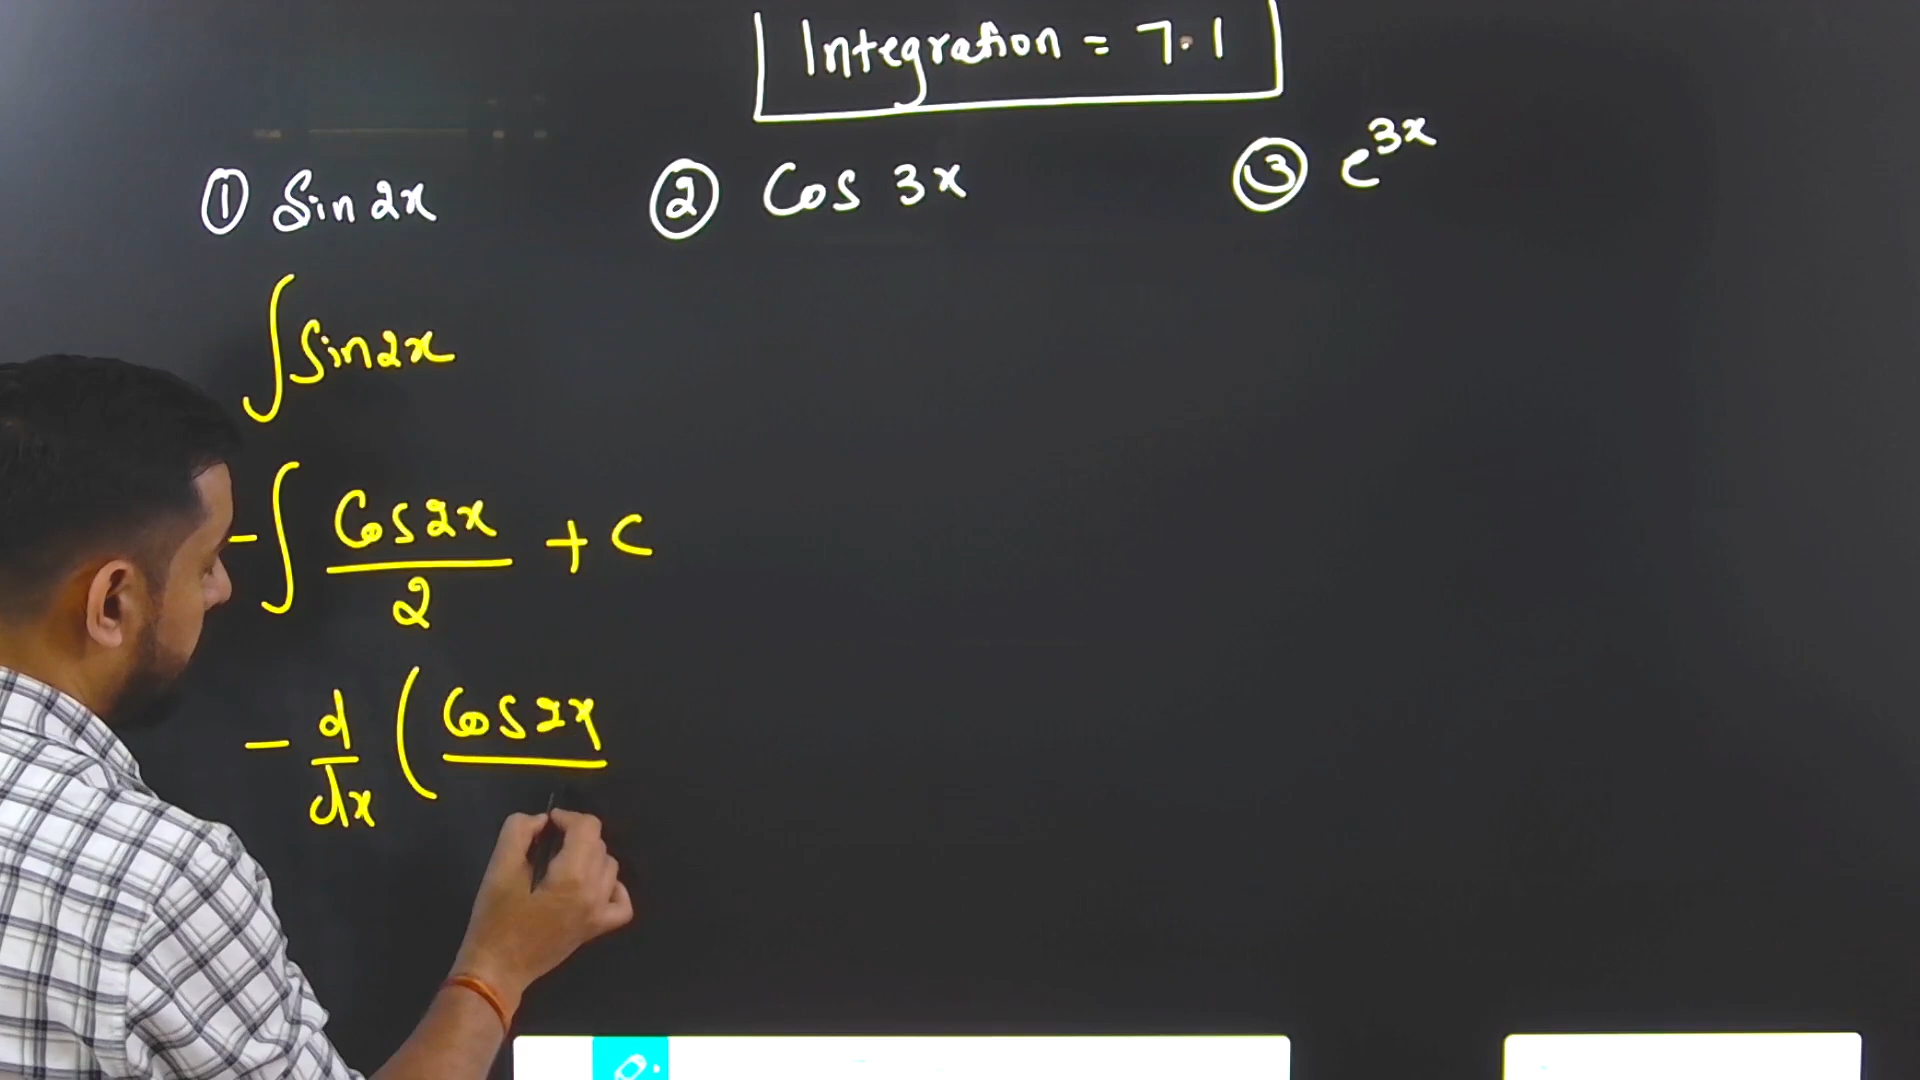 Integration = 7.1
① Sin 2x ② Cos 3x ③ e^3x
∫ Sin2x
-∫ Cos2x/2 + c
- d/dx ( Cos2x